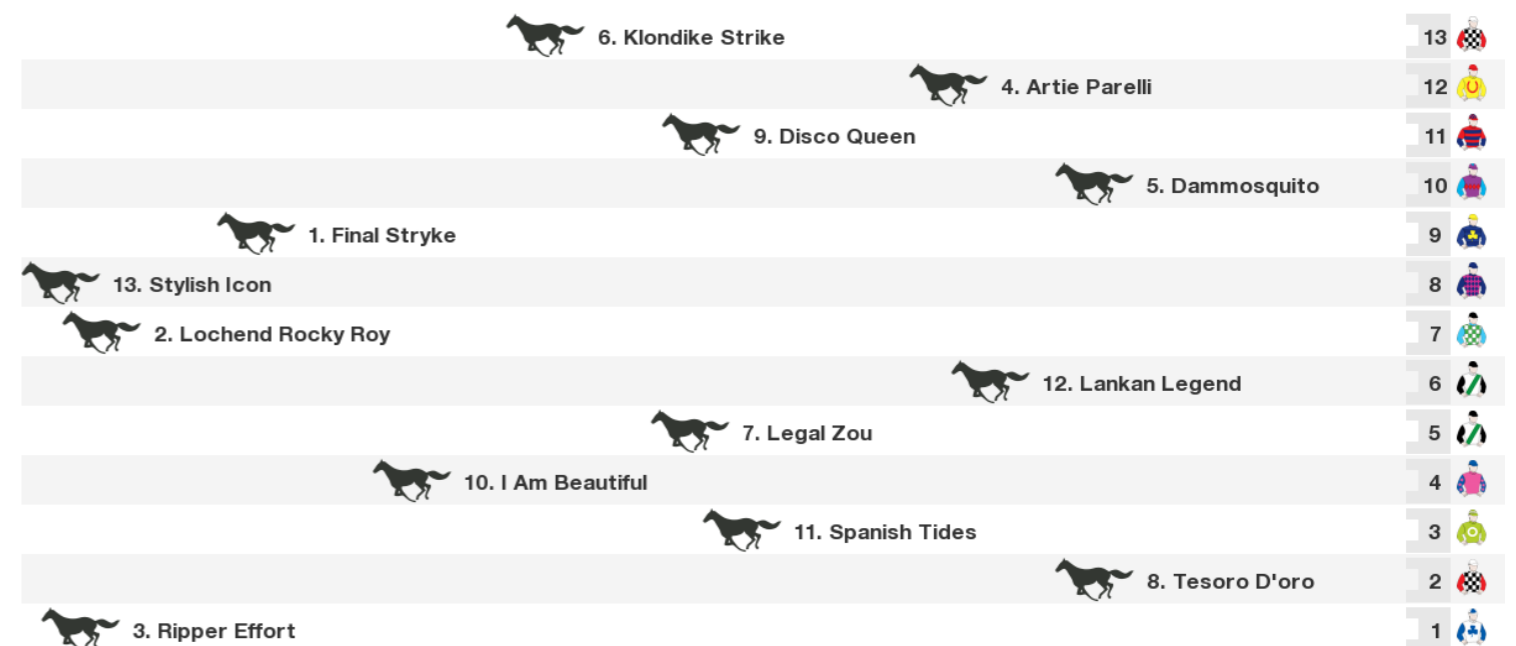 6. Klondike Strike 13
4. Artie Parelli 12
9. Disco Queen 11
5. Dammosquito 10
1. Final Stryke 9
13. Stylish Icon 8
2. Lochend Rocky Roy 7
12. Lankan Legend 6
7. Legal Zou 5
10. I Am Beautiful 4
11. Spanish Tides 3
8. Tesoro D'oro 2
3. Ripper Effort 1